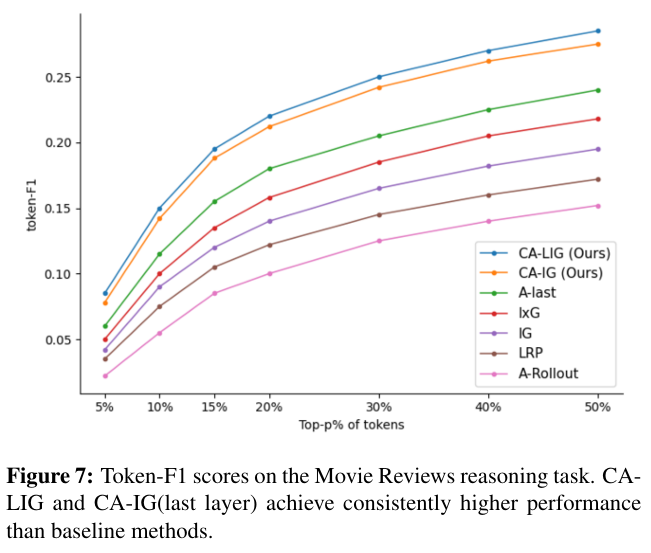 0.25
0.20
0.15
0.10
0.05
token-F1
CA-LIG (Ours)
CA-IG (Ours)
A-last
IxG
IG
LRP
A-Rollout
5% 10% 15% 20% 30% 40% 50%
Top-p% of tokens
Figure 7: Token-F1 scores on the Movie Reviews reasoning task. CA-
LIG and CA-IG(last layer) achieve consistently higher performance
than baseline methods.